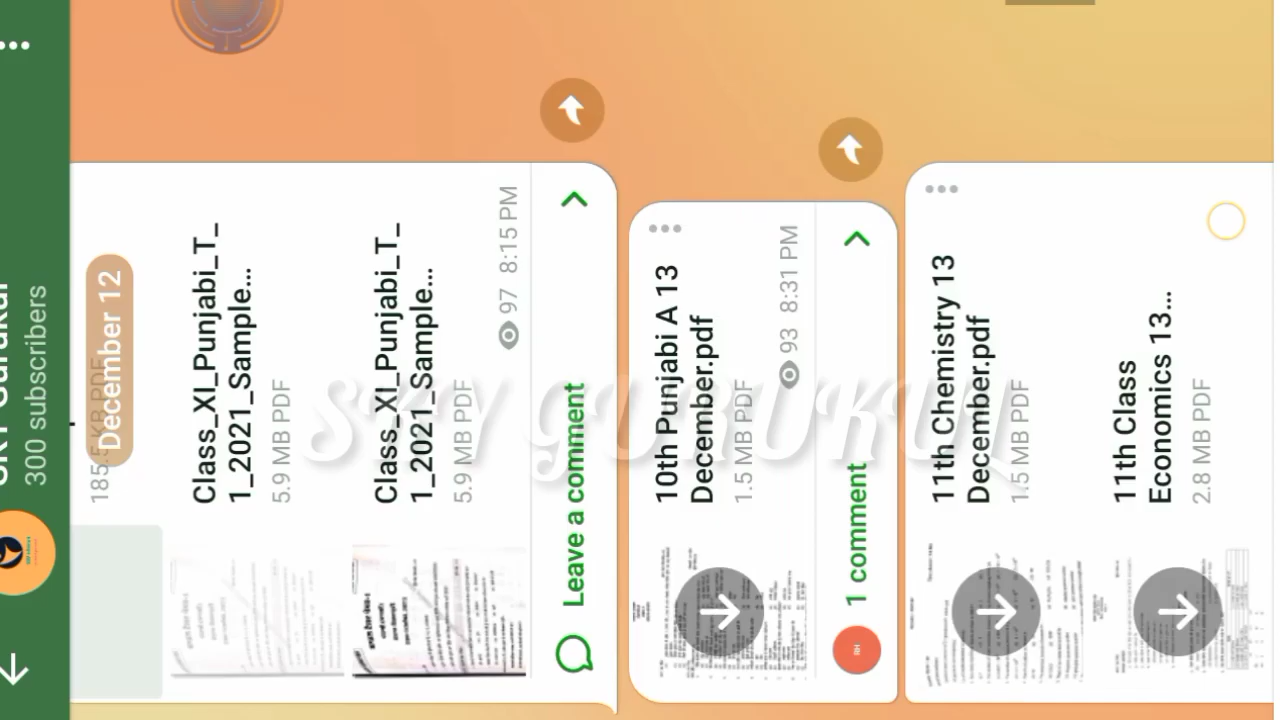 SKY Gurukul
300 subscribers
185.5 KB PDF
December 12
Class_XI_Punjabi_T_
1_2021_Sample...
5.9 MB PDF
Class_XI_Punjabi_T_
1_2021_Sample...
5.9 MB PDF
97 8:15 PM
Leave a comment
10th Punjabi A 13
December.pdf
1.5 MB PDF
93 8:31 PM
1 comment
RH
11th Chemistry 13
December.pdf
1.5 MB PDF
11th Class
Economics 13...
2.8 MB PDF
SKY GURUKUL